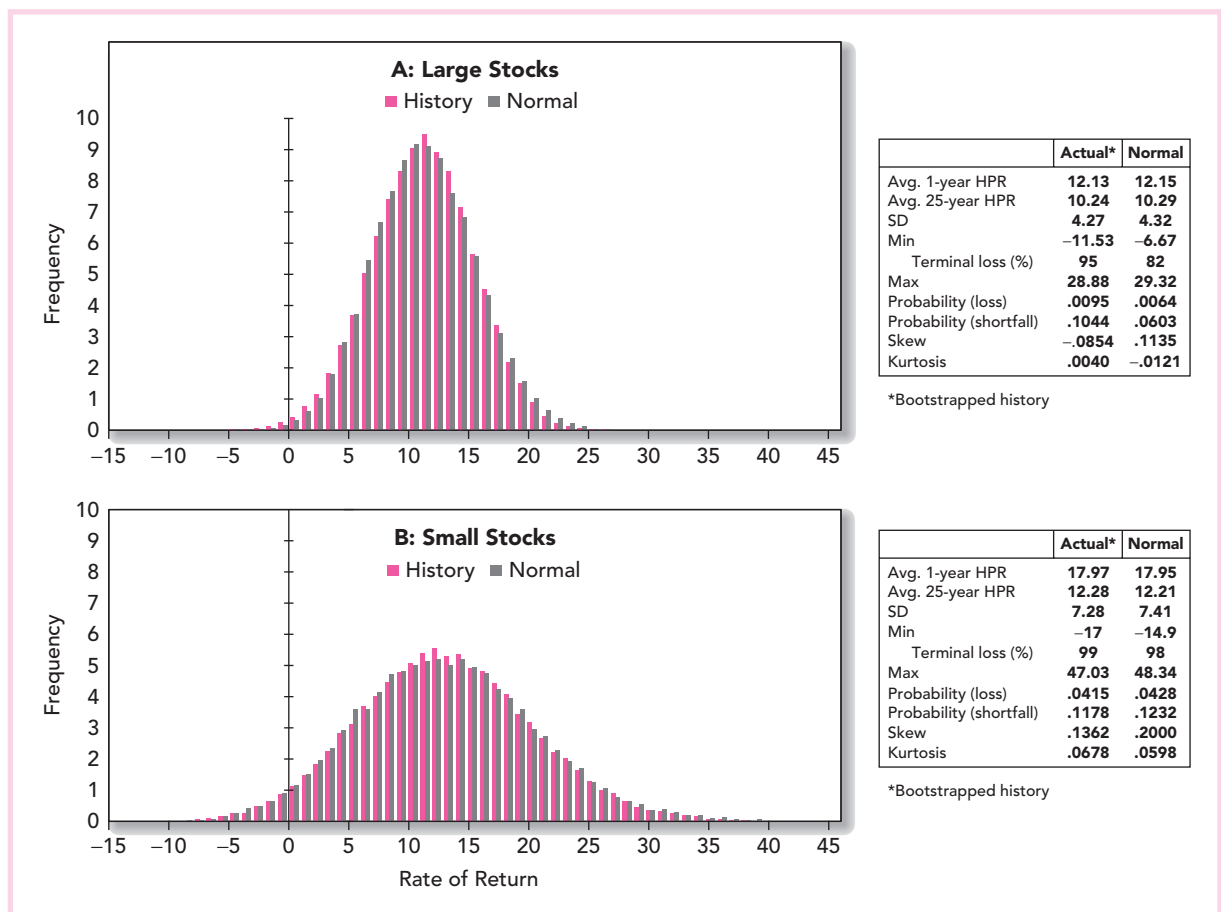 A: Large Stocks
History Normal
10
9
8
7
6
5
4
3
2
1
0
Frequency
−15 −10 −5 0 5 10 15 20 25 30 35 40 45
Actual* Normal
Avg. 1-year HPR 12.13 12.15
Avg. 25-year HPR 10.24 10.29
SD 4.27 4.32
Min −11.53 −6.67
Terminal loss (%) 95 82
Max 28.88 29.32
Probability (loss) .0095 .0064
Probability (shortfall) .1044 .0603
Skew −.0854 .1135
Kurtosis .0040 −.0121
*Bootstrapped history
B: Small Stocks
History Normal
10
9
8
7
6
5
4
3
2
1
0
Frequency
−15 −10 −5 0 5 10 15 20 25 30 35 40 45
Rate of Return
Actual* Normal
Avg. 1-year HPR 17.97 17.95
Avg. 25-year HPR 12.28 12.21
SD 7.28 7.41
Min −17 −14.9
Terminal loss (%) 99 98
Max 47.03 48.34
Probability (loss) .0415 .0428
Probability (shortfall) .1178 .1232
Skew .1362 .2000
Kurtosis .0678 .0598
*Bootstrapped history